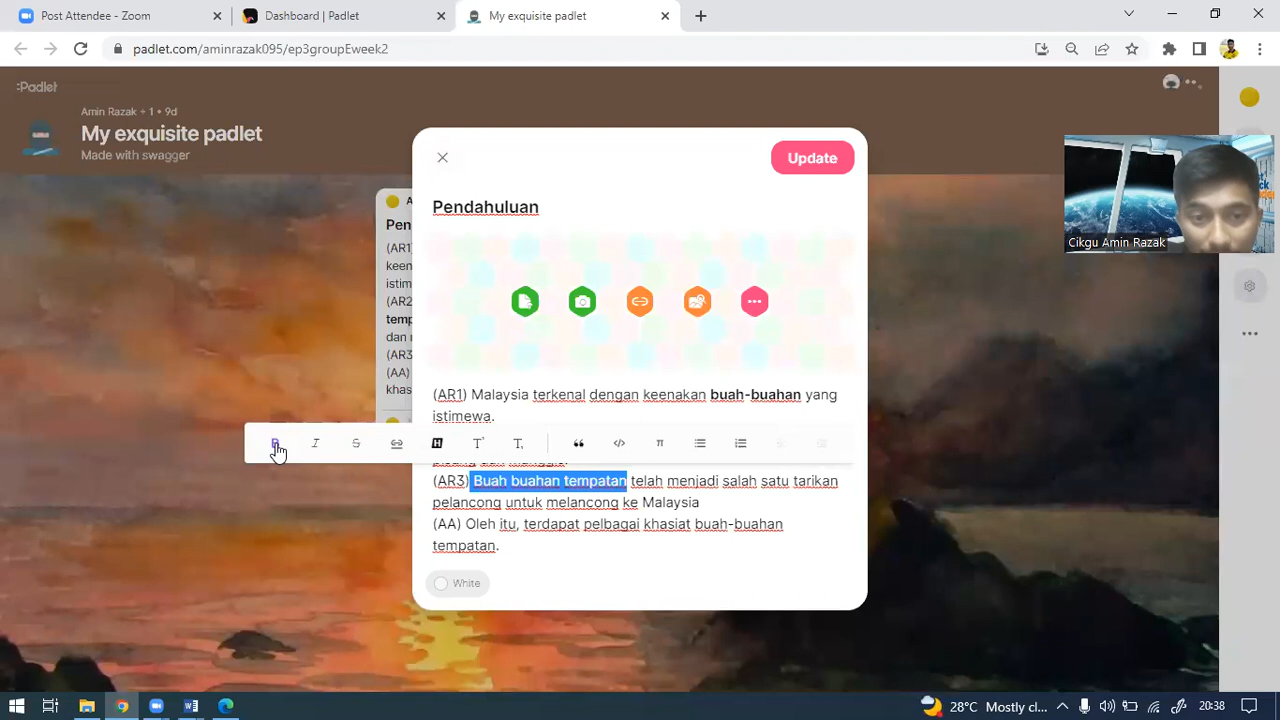 Post Attendee - Zoom
Dashboard | Padlet
My exquisite padlet
padlet.com/aminrazak095/ep3groupEweek2
:Padlet
Amin Razak + 1 • 9d
My exquisite padlet
Made with swagger
Update
Cikgu Amin Razak
Pendahuluan
(AR1) Malaysia terkenal dengan keenakan buah-buahan yang
istimewa.
(AR3) Buah buahan tempatan telah menjadi salah satu tarikan
pelancong untuk melancong ke Malaysia
(AA) Oleh itu, terdapat pelbagai khasiat buah-buahan
tempatan.
White
28°C Mostly cl...
20:38